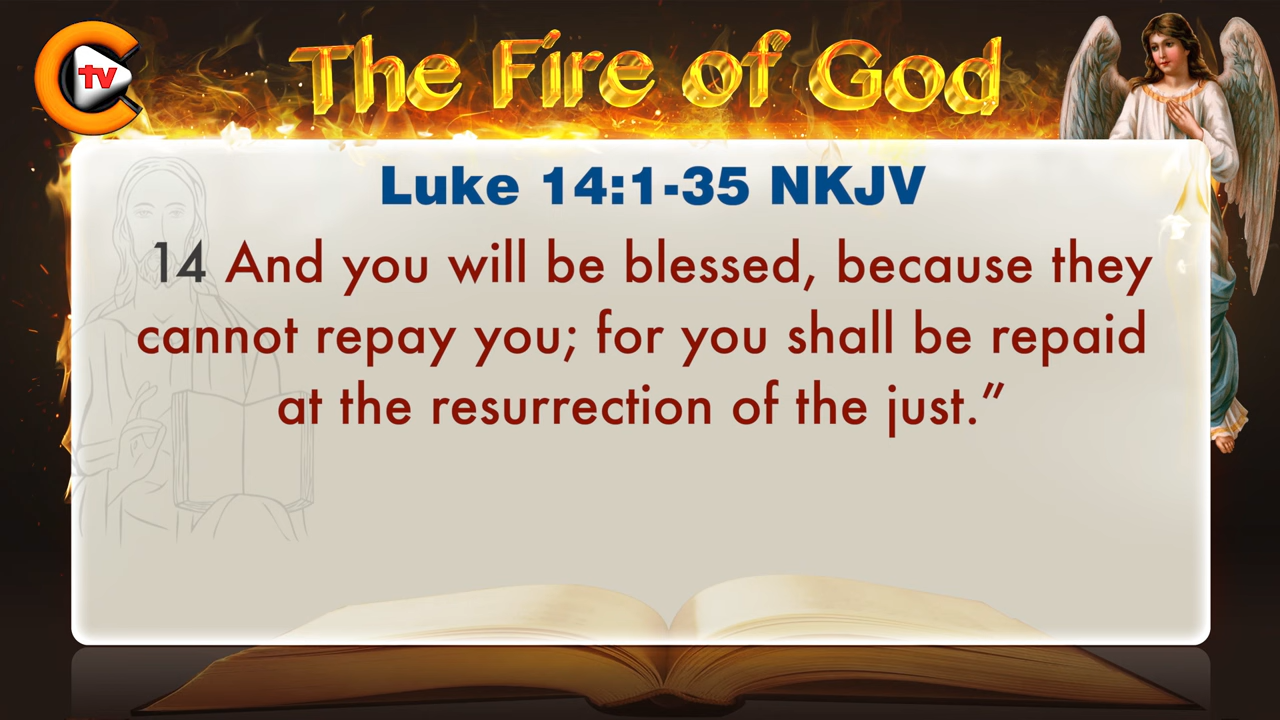 tv
The Fire of God
Luke 14:1-35 NKJV
14 And you will be blessed, because they
cannot repay you; for you shall be repaid
at the resurrection of the just.”